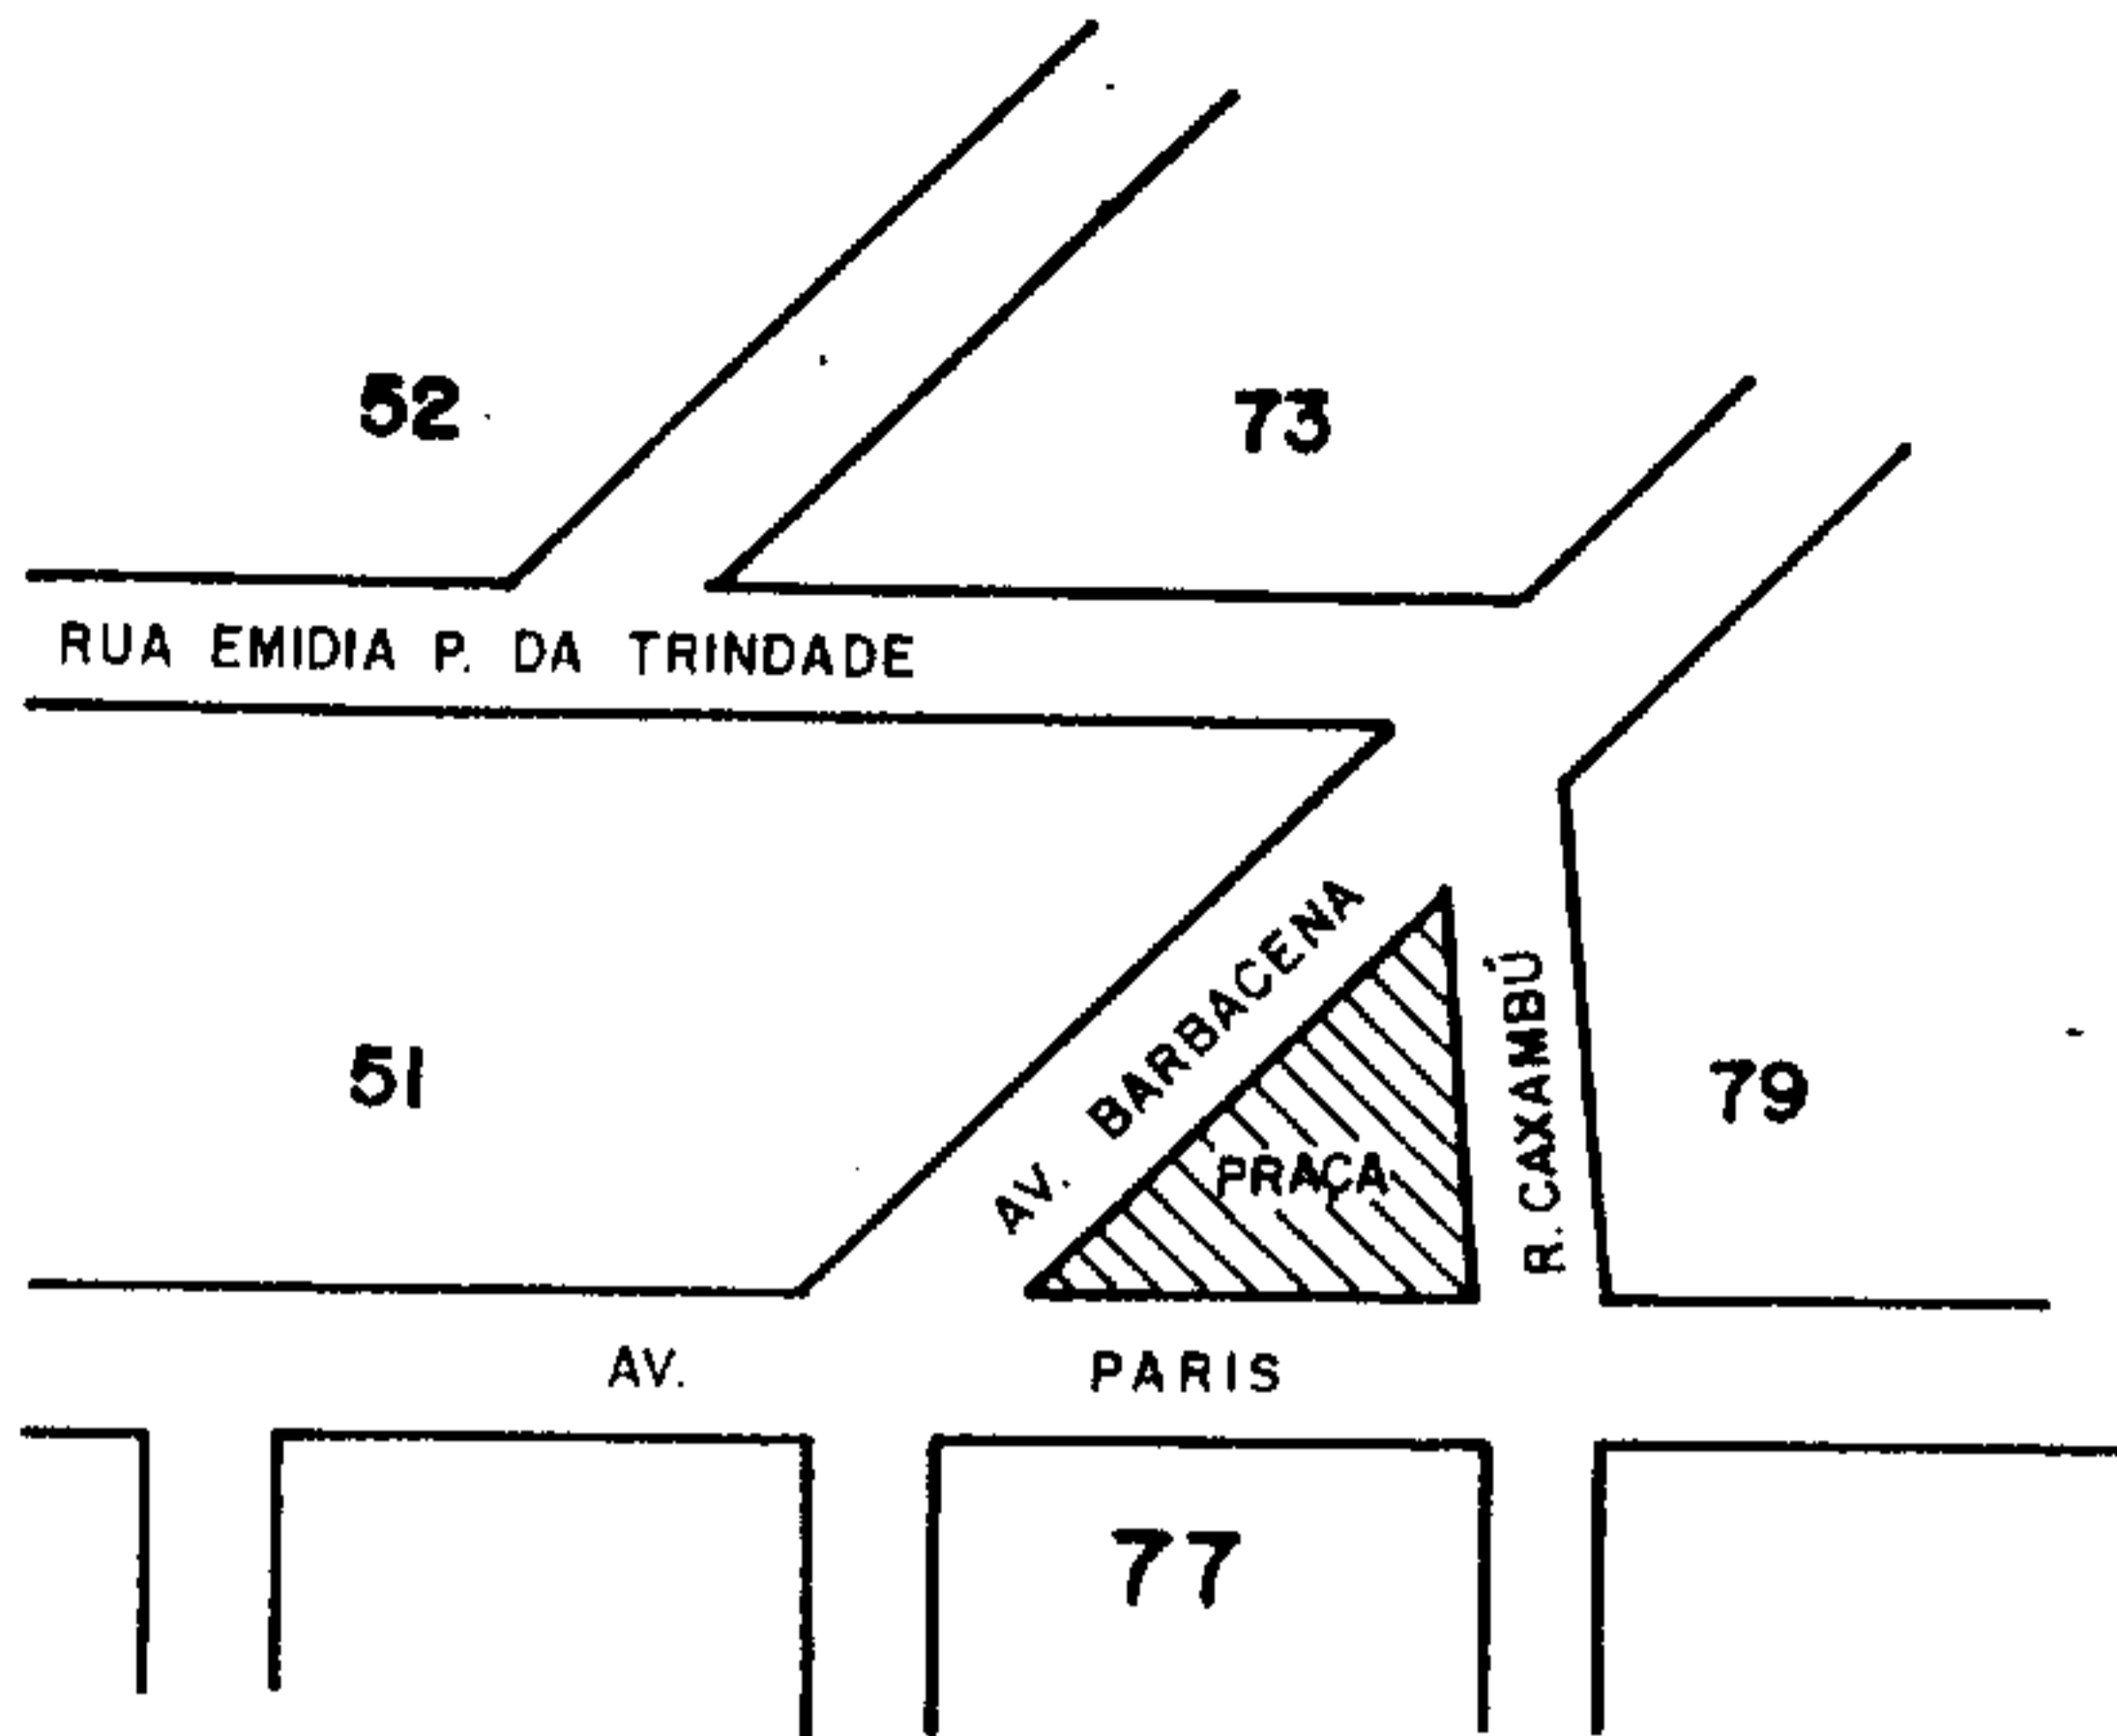 52
73
RUA EMIDIA P. DA TRINDADE
51
AV. BARBACENA
PRAÇA
R. CAXAMBÚ
79
AV. PARIS
77